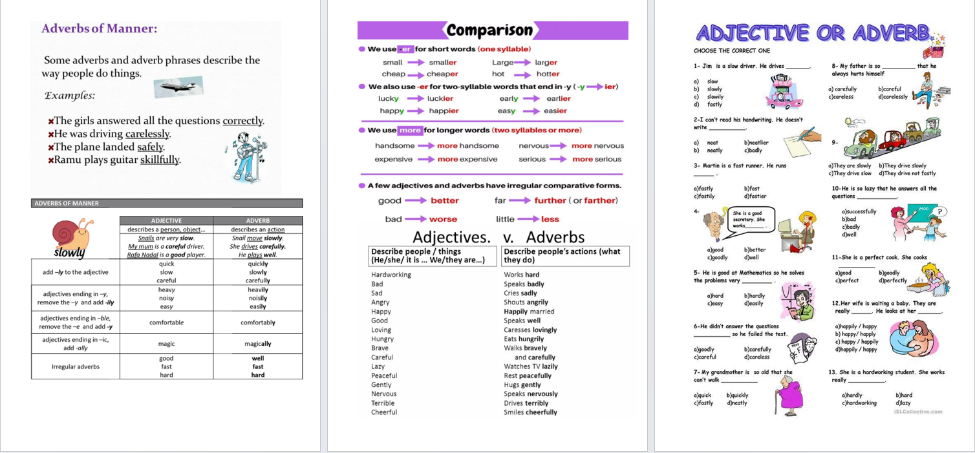 Adverbs of Manner:
Some adverbs and adverb phrases describe the
way people do things.
Examples:
The girls answered all the questions correctly.
He was driving carelessly.
The plane landed safely.
Ramu plays guitar skillfully.
ADVERBS OF MANNER
slowly
ADJECTIVE ADVERB
describes a person, object... describes an action
Snails are very slow. Snail move slowly.
My mum is a careful driver. She drives carefully.
Rafa Nadal is a good player. He plays well.
add –ly to the adjective
quick quickly
slow slowly
careful carefully
adjectives ending in –y,
remove the –y and add -ily
heavy heavily
noisy noisily
easy easily
adjectives ending in –ble,
remove the –e and add -y
comfortable comfortably
adjectives ending in –ic,
add -ally
magic magically
Irregular adverbs
good well
fast fast
hard hard
Comparison
We use -er for short words (one syllable)
small smaller Large larger
cheap cheaper hot hotter
We also use -er for two-syllable words that end in -y (-y ier)
lucky luckier early earlier
happy happier easy easier
We use more for longer words (two syllables or more)
handsome more handsome nervous more nervous
expensive more expensive serious more serious
A few adjectives and adverbs have irregular comparative forms.
good better far further ( or farther)
bad worse little less
Adjectives. v. Adverbs
Describe people / things
(He/she/ it is ... We/they are...)
Describe people's actions (what
they do)
Hardworking Works hard
Bad Speaks badly
Sad Cries sadly
Angry Shouts angrily
Happy Happily married
Good Speaks well
Loving Caresses lovingly
Hungry Eats hungrily
Brave Walks bravely
Careful and carefully
Lazy Watches TV lazily
Peaceful Rest peacefully
Gently Hugs gently
Nervous Speaks nervously
Terrible Drives terribly
Cheerful Smiles cheerfully
ADJECTIVE OR ADVERB
CHOOSE THE CORRECT ONE
1- Jim is a slow driver. He drives ______.
a) slow
b) slowly
c) slowily
d) fastly
2-I can't read his handwriting. He doesn't
write ________.
a) neat b)neatlier
b) neatly c)badly
3- Martin is a fast runner. He runs
_____ .
a)fastly b)fast
c)fastily d)fastier
4-
She is a good
secretary. She
works______.
a)good b)better
c)goodly d)well
5- He is good at Mathematics so he solves
the problems very ______.
a)hard b)hardly
c)easy d)easily
6-He didn't answer the questions
________ so he failed the test.
a)goodly b)carefully
c)careful d)careless
7- My grandmother is so old that she
can't walk ________
a)quick b)quickly
c)fastly d)neatly
8- My father is so ________ that he
always hurts himself
a) carefully b)careful
c)careless d)carelessly
9-
a)They are slowly b)They drive slowly
c)They drive slow d)They drive not fastly
10-He is so lazy that he answers all the
questions ________.
a)successfully
b)bad
c)badly
d)well
11-She is a perfect cook. She cooks
________.
a)good b)goodly
c)perfect d)perfectly
12.Her wife is waiting a baby. They are
really ______. He looks at her ______.
a)happily / happy
b) happy/ happily
c) happy / happily
d)happily / happy
13. She is a hardworking student. She works
really ________.
a)hardly b)hard
c)hardworking d)lazy
iSLCollective.com